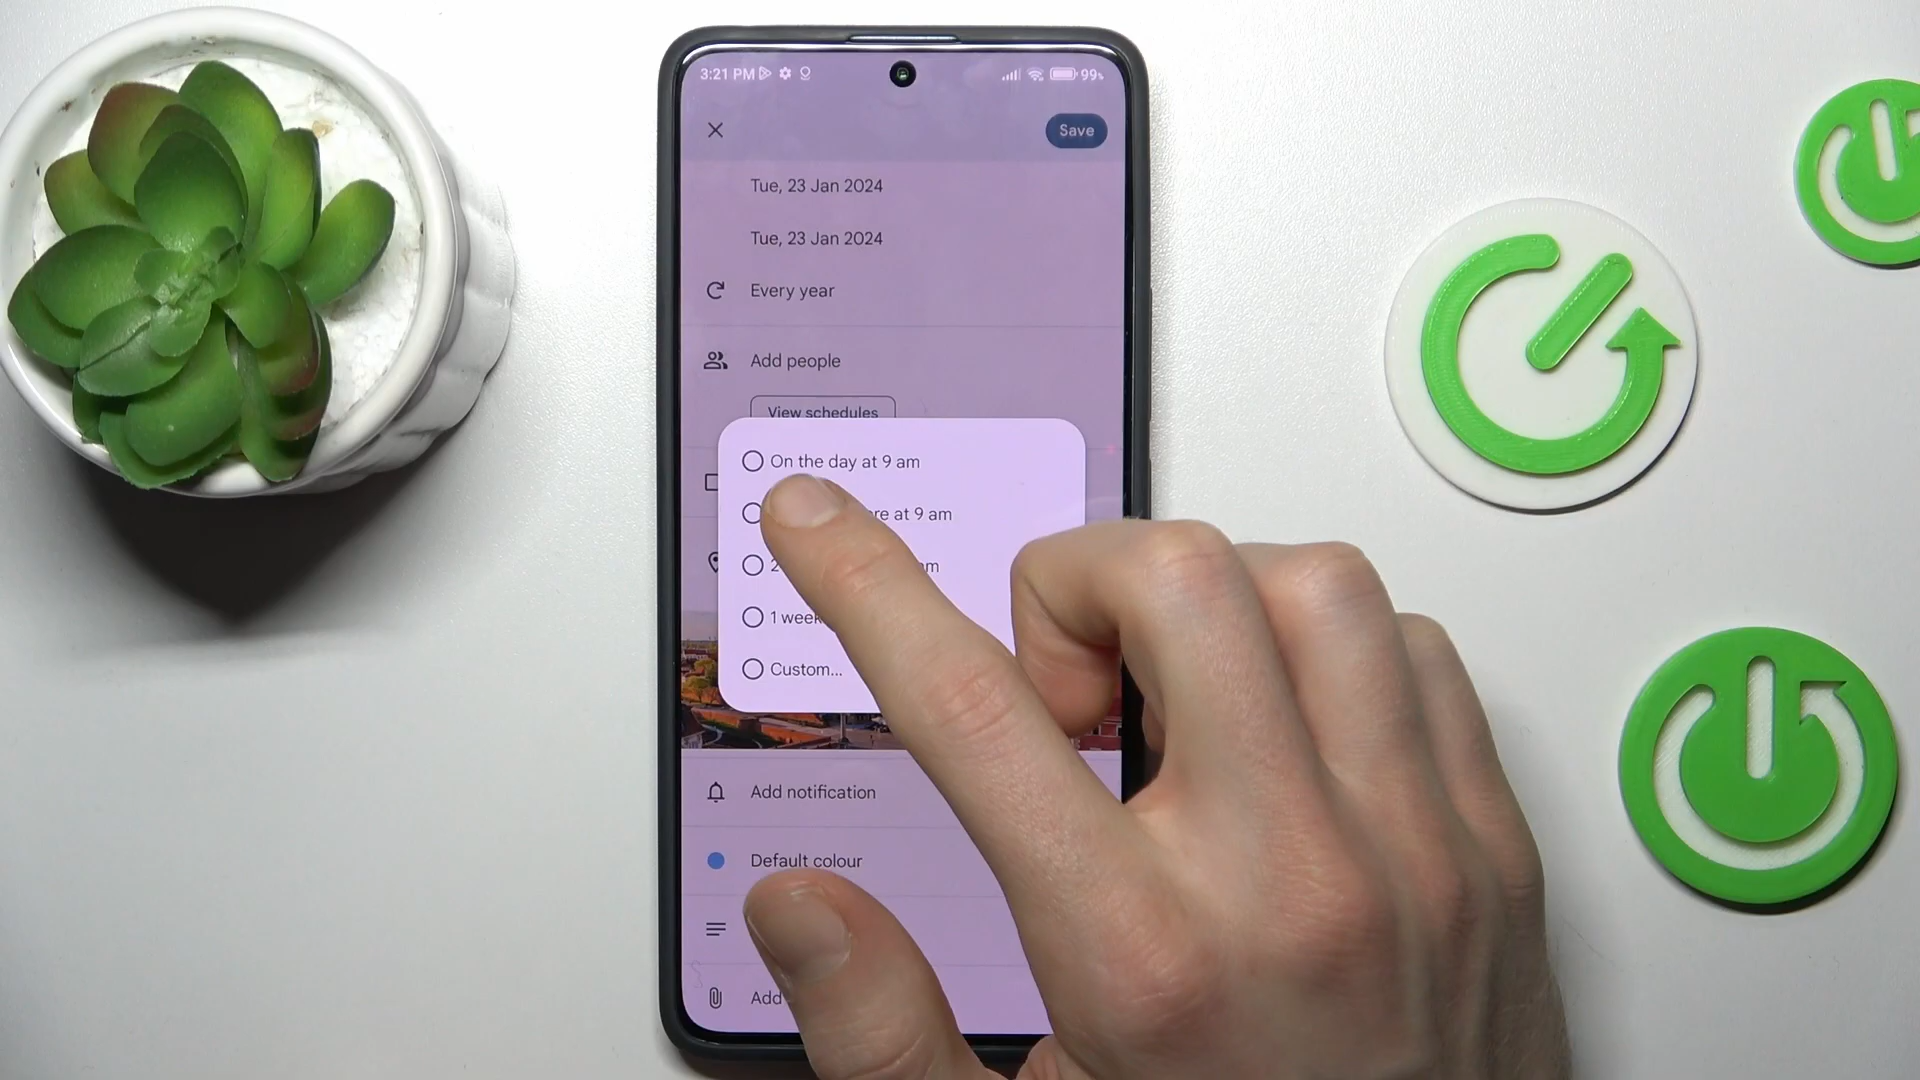 3:21 PM 99%
Save
Tue, 23 Jan 2024
Tue, 23 Jan 2024
Every year
Add people
View schedules
On the day at 9 am
at 9 am
2
1 week
Custom...
Add notification
Default colour
Add